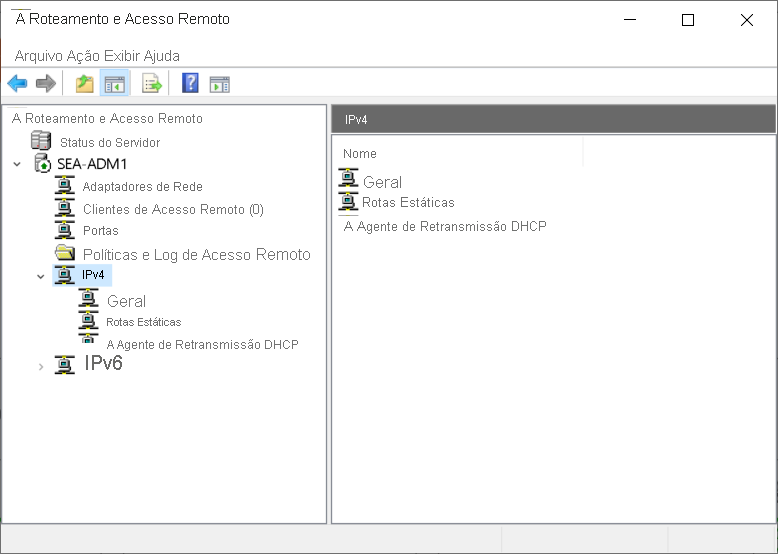 A Roteamento e Acesso Remoto
Arquivo Ação Exibir Ajuda
A Roteamento e Acesso Remoto
Status do Servidor
SEA-ADM1
Adaptadores de Rede
Clientes de Acesso Remoto (0)
Portas
Políticas e Log de Acesso Remoto
IPv4
Geral
Rotas Estáticas
A Agente de Retransmissão DHCP
IPv6
IPv4
Nome
Geral
Rotas Estáticas
A Agente de Retransmissão DHCP